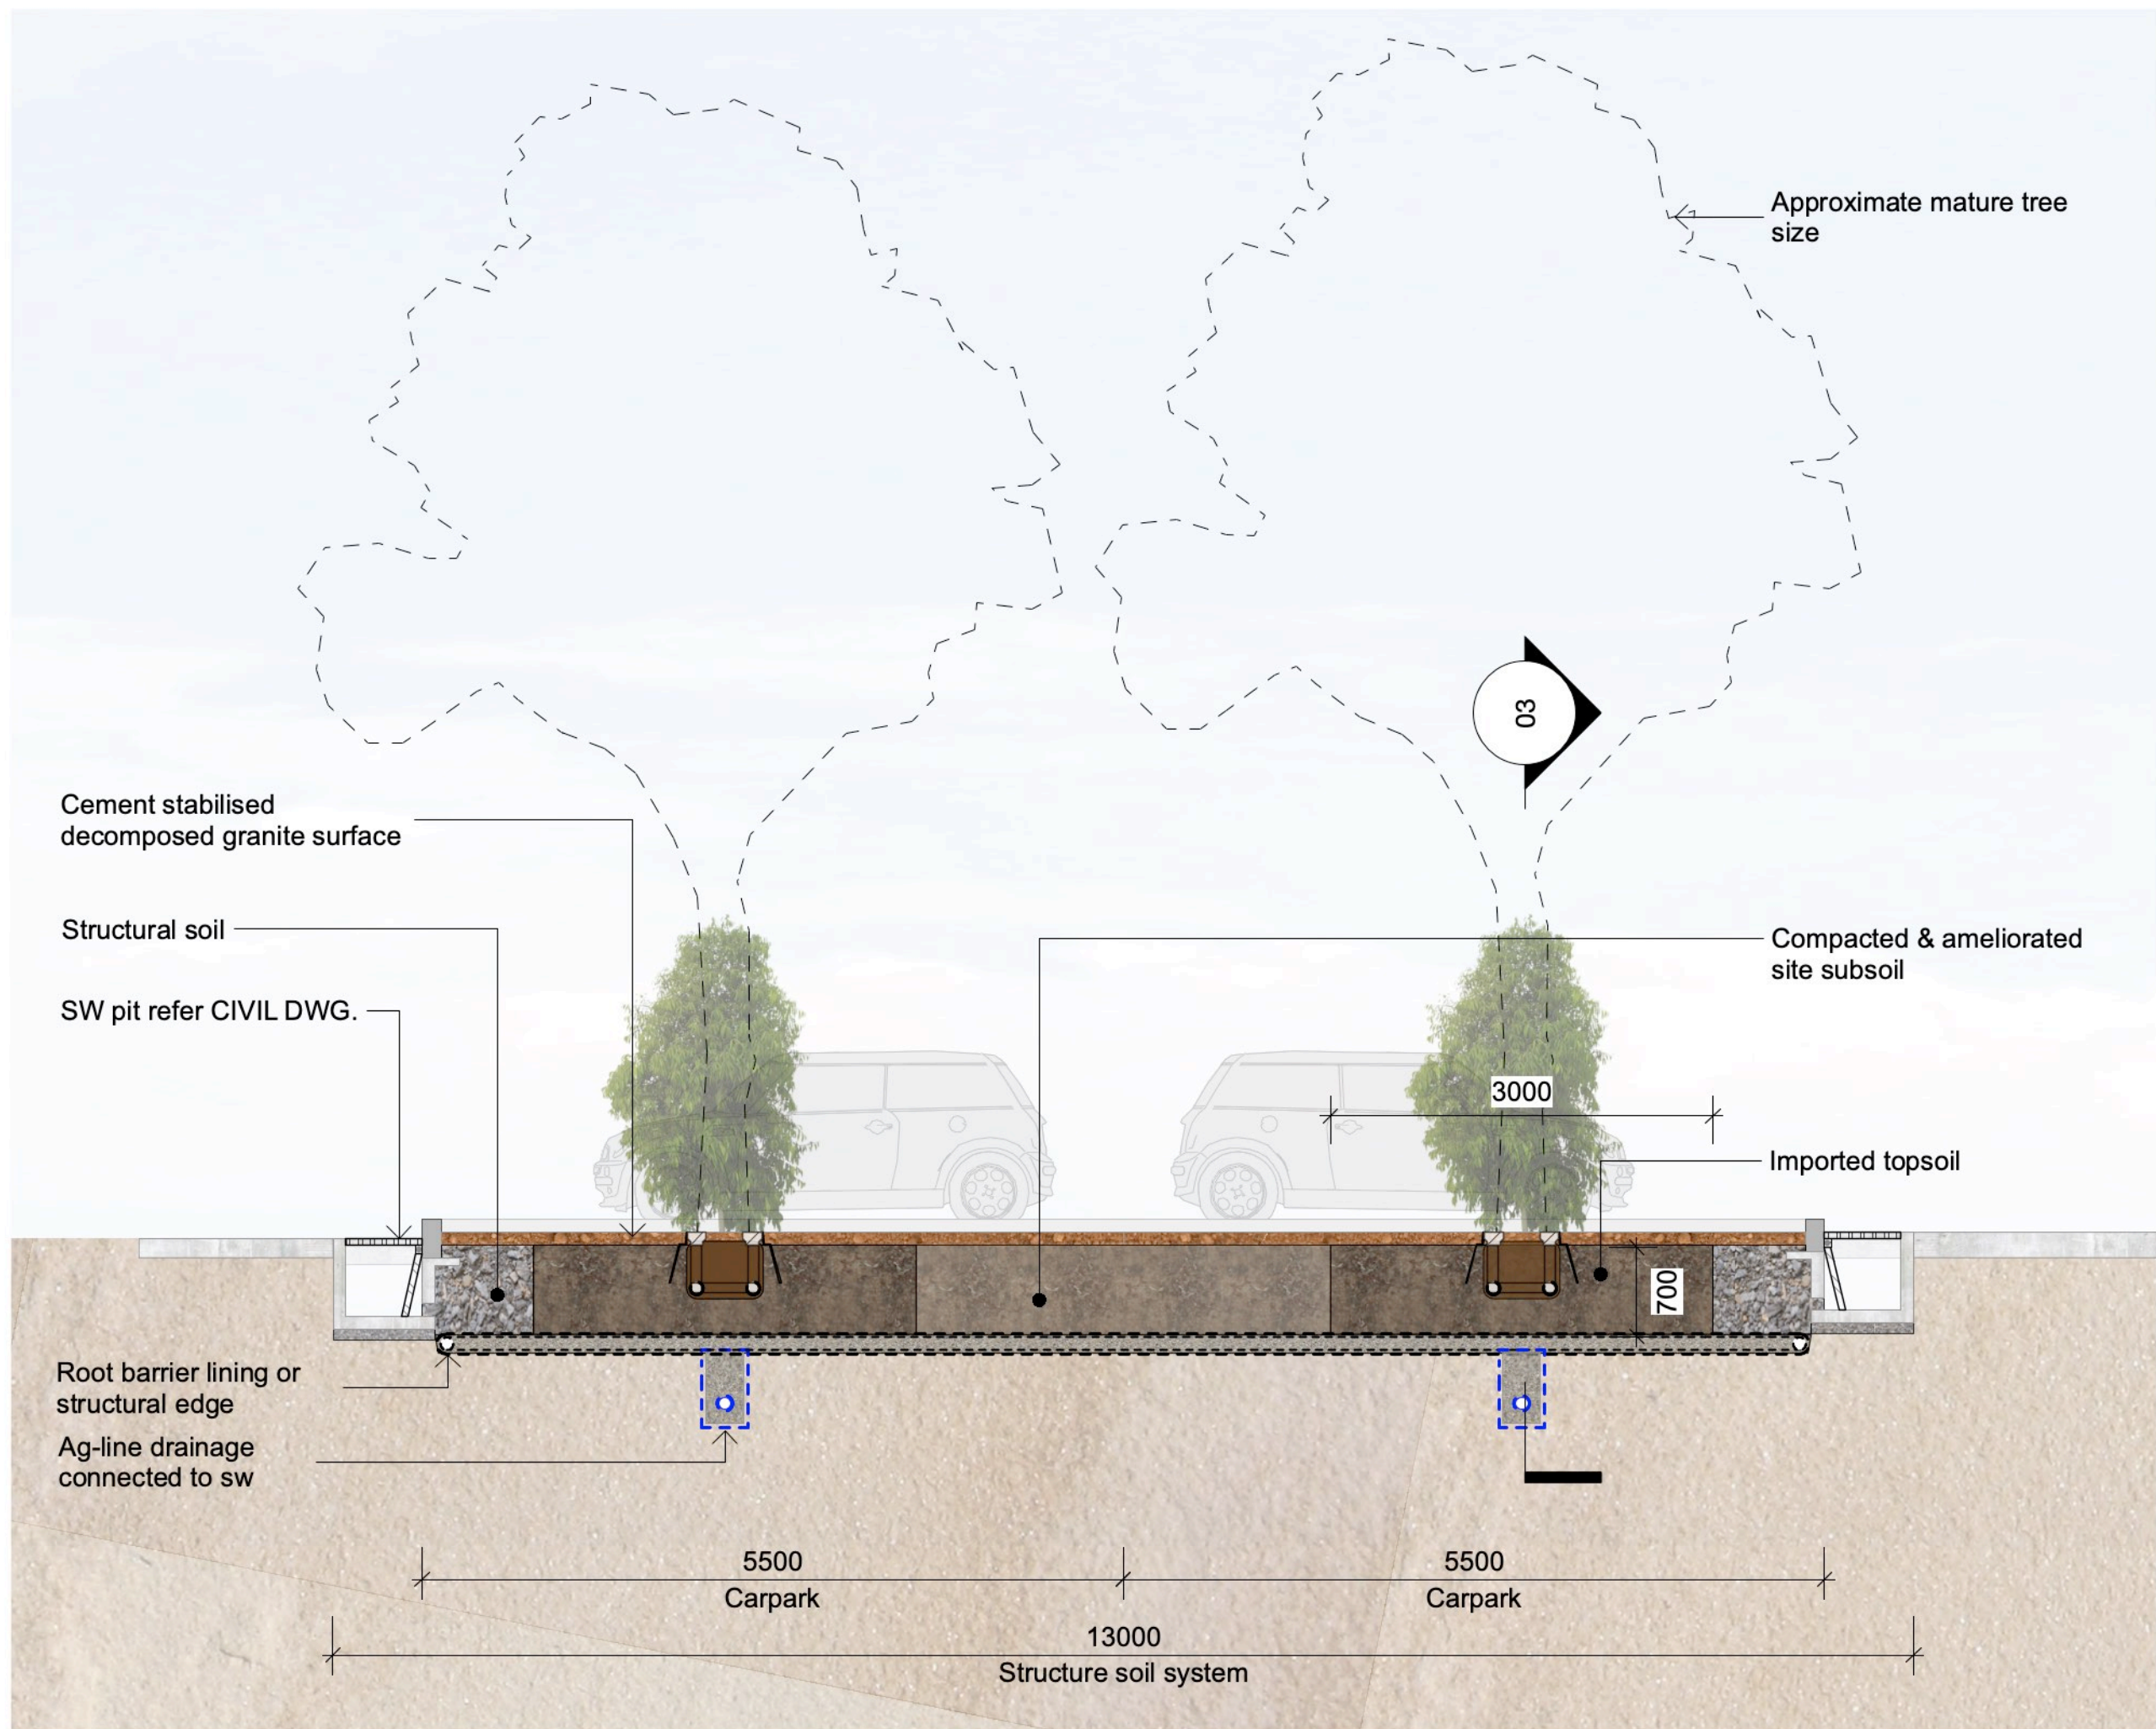 Approximate mature tree
size
03
Cement stabilised
decomposed granite surface
Structural soil
Compacted & ameliorated
site subsoil
SW pit refer CIVIL DWG.
3000
Imported topsoil
700
Root barrier lining or
structural edge
Ag-line drainage
connected to sw
5500
5500
Carpark
Carpark
13000
Structure soil system